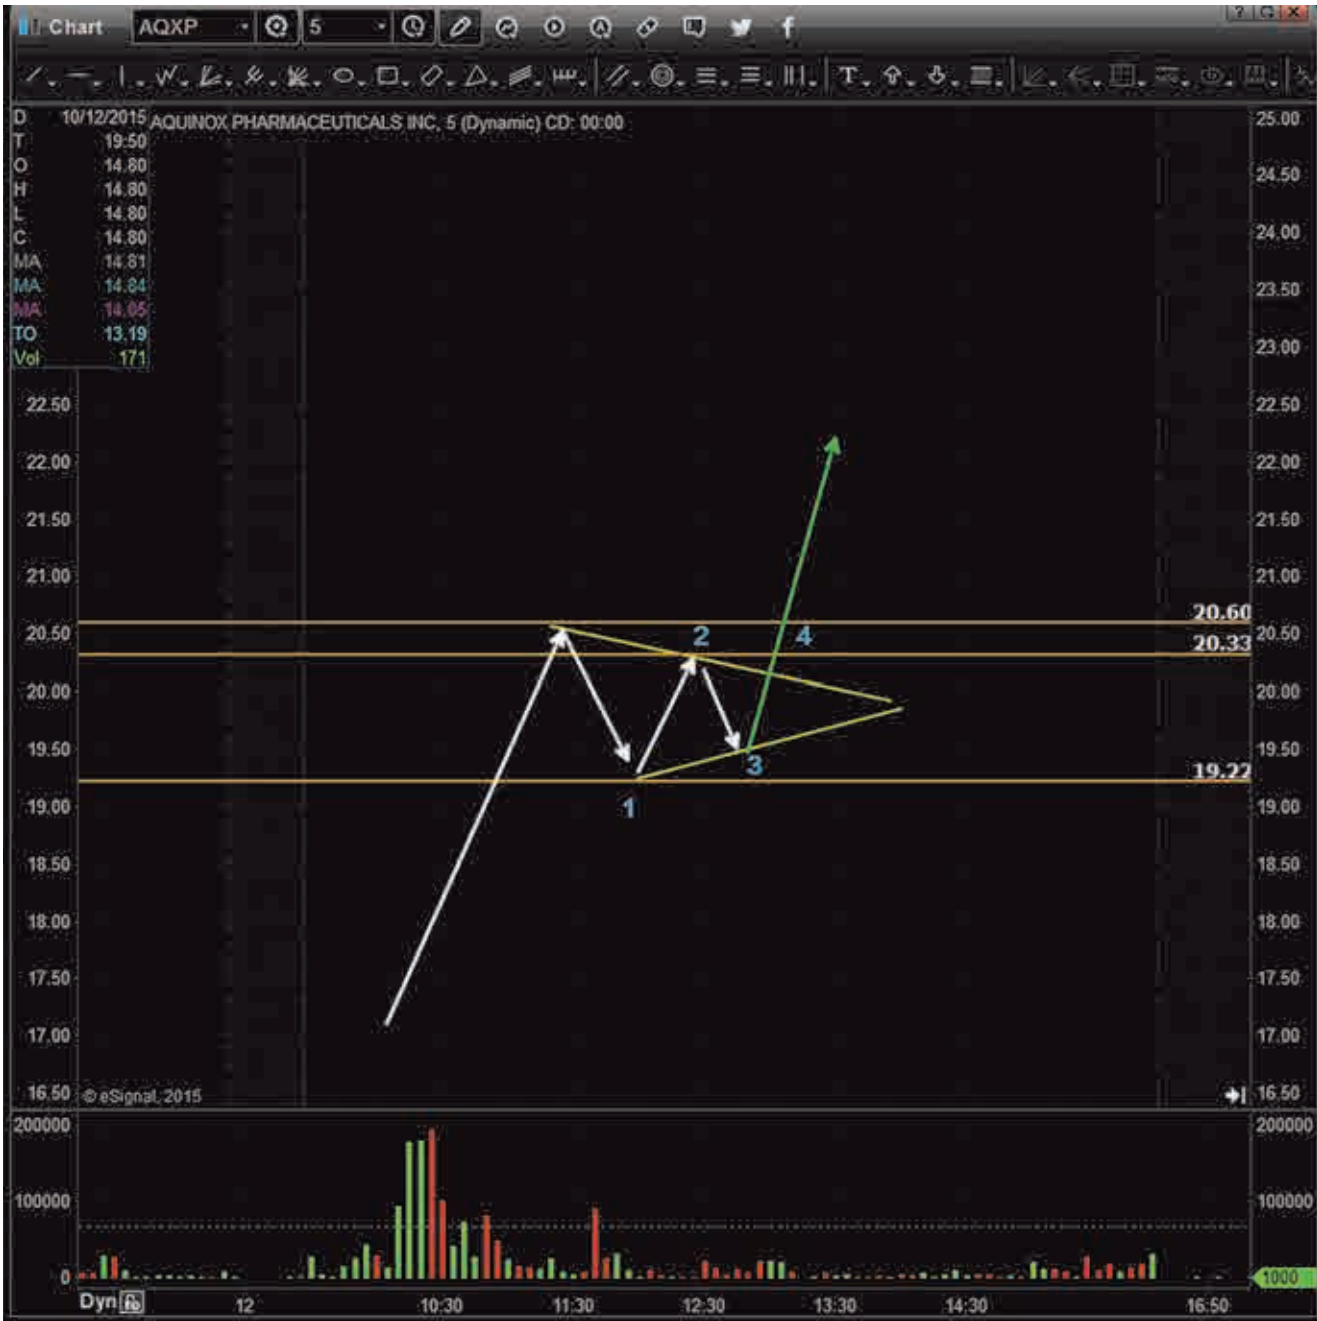 Chart AQXP 5
D 10/12/2015 AQUINOX PHARMACEUTICALS INC, 5 (Dynamic) CD: 00:00
T 19:50
O 14.80
H 14.80
L 14.80
C 14.80
MA 14.81
MA 14.84
MA 14.05
TO 13.19
Vol 171
25.00
24.50
24.00
23.50
23.00
22.50 22.50
22.00 22.00
21.50 21.50
21.00 21.00
20.60
20.50 2 4 20.50
20.33
20.00 20.00
19.50 19.50
3
19.22
19.00 1 19.00
18.50 18.50
18.00 18.00
17.50 17.50
17.00 17.00
16.50 © eSignal, 2015 16.50
200000 200000
100000 100000
0 1000
Dyn
12 10:30 11:30 12:30 13:30 14:30 16:50